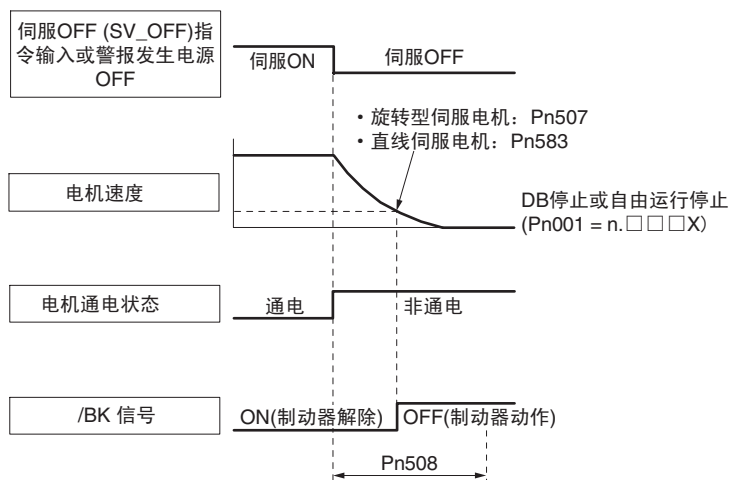 伺服OFF (SV_OFF)指
令输入或警报发生电源
OFF
伺服ON
伺服OFF
• 旋转型伺服电机：Pn507
• 直线伺服电机：Pn583
电机速度
DB停止或自由运行停止
(Pn001 = n.□□□X)
电机通电状态
通电
非通电
/BK 信号
ON(制动器解除)
OFF(制动器动作)
Pn508